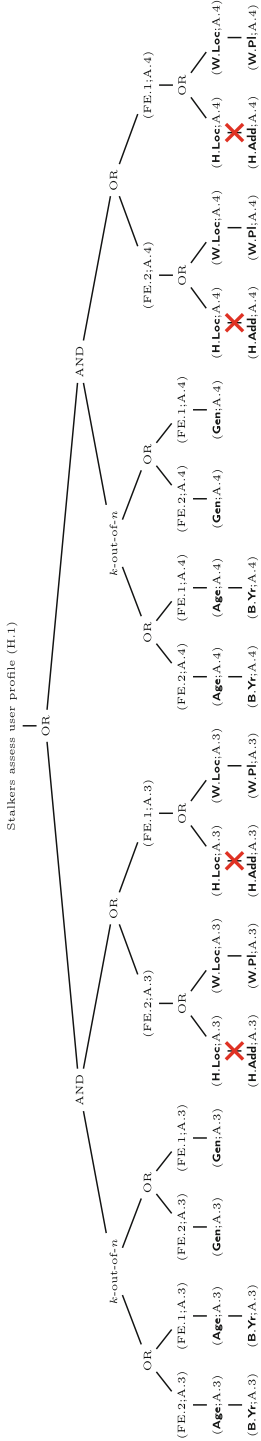 Stalkers assess user profile (H.1)
OR
AND AND
k-out-of-n OR k-out-of-n OR
OR OR (FE.2;A.3) (FE.1;A.3) OR OR (FE.2;A.4) (FE.1;A.4)
(FE.2;A.3) (FE.1;A.3) (FE.2;A.3) (FE.1;A.3) OR OR (FE.2;A.4) (FE.1;A.4) (FE.2;A.4) (FE.1;A.4) OR OR
(Age;A.3) (Age;A.3) (Gen;A.3) (Gen;A.3) (H.Loc;A.3) (W.Loc;A.3) (H.Loc;A.3) (W.Loc;A.3) (Age;A.4) (Age;A.4) (Gen;A.4) (Gen;A.4) (H.Loc;A.4) (W.Loc;A.4) (H.Loc;A.4) (W.Loc;A.4)
(B.Yr;A.3) (B.Yr;A.3) (H.Add;A.3) (W.Pl;A.3) (H.Add;A.3) (W.Pl;A.3) (B.Yr;A.4) (B.Yr;A.4) (H.Add;A.4) (W.Pl;A.4) (H.Add;A.4) (W.Pl;A.4)